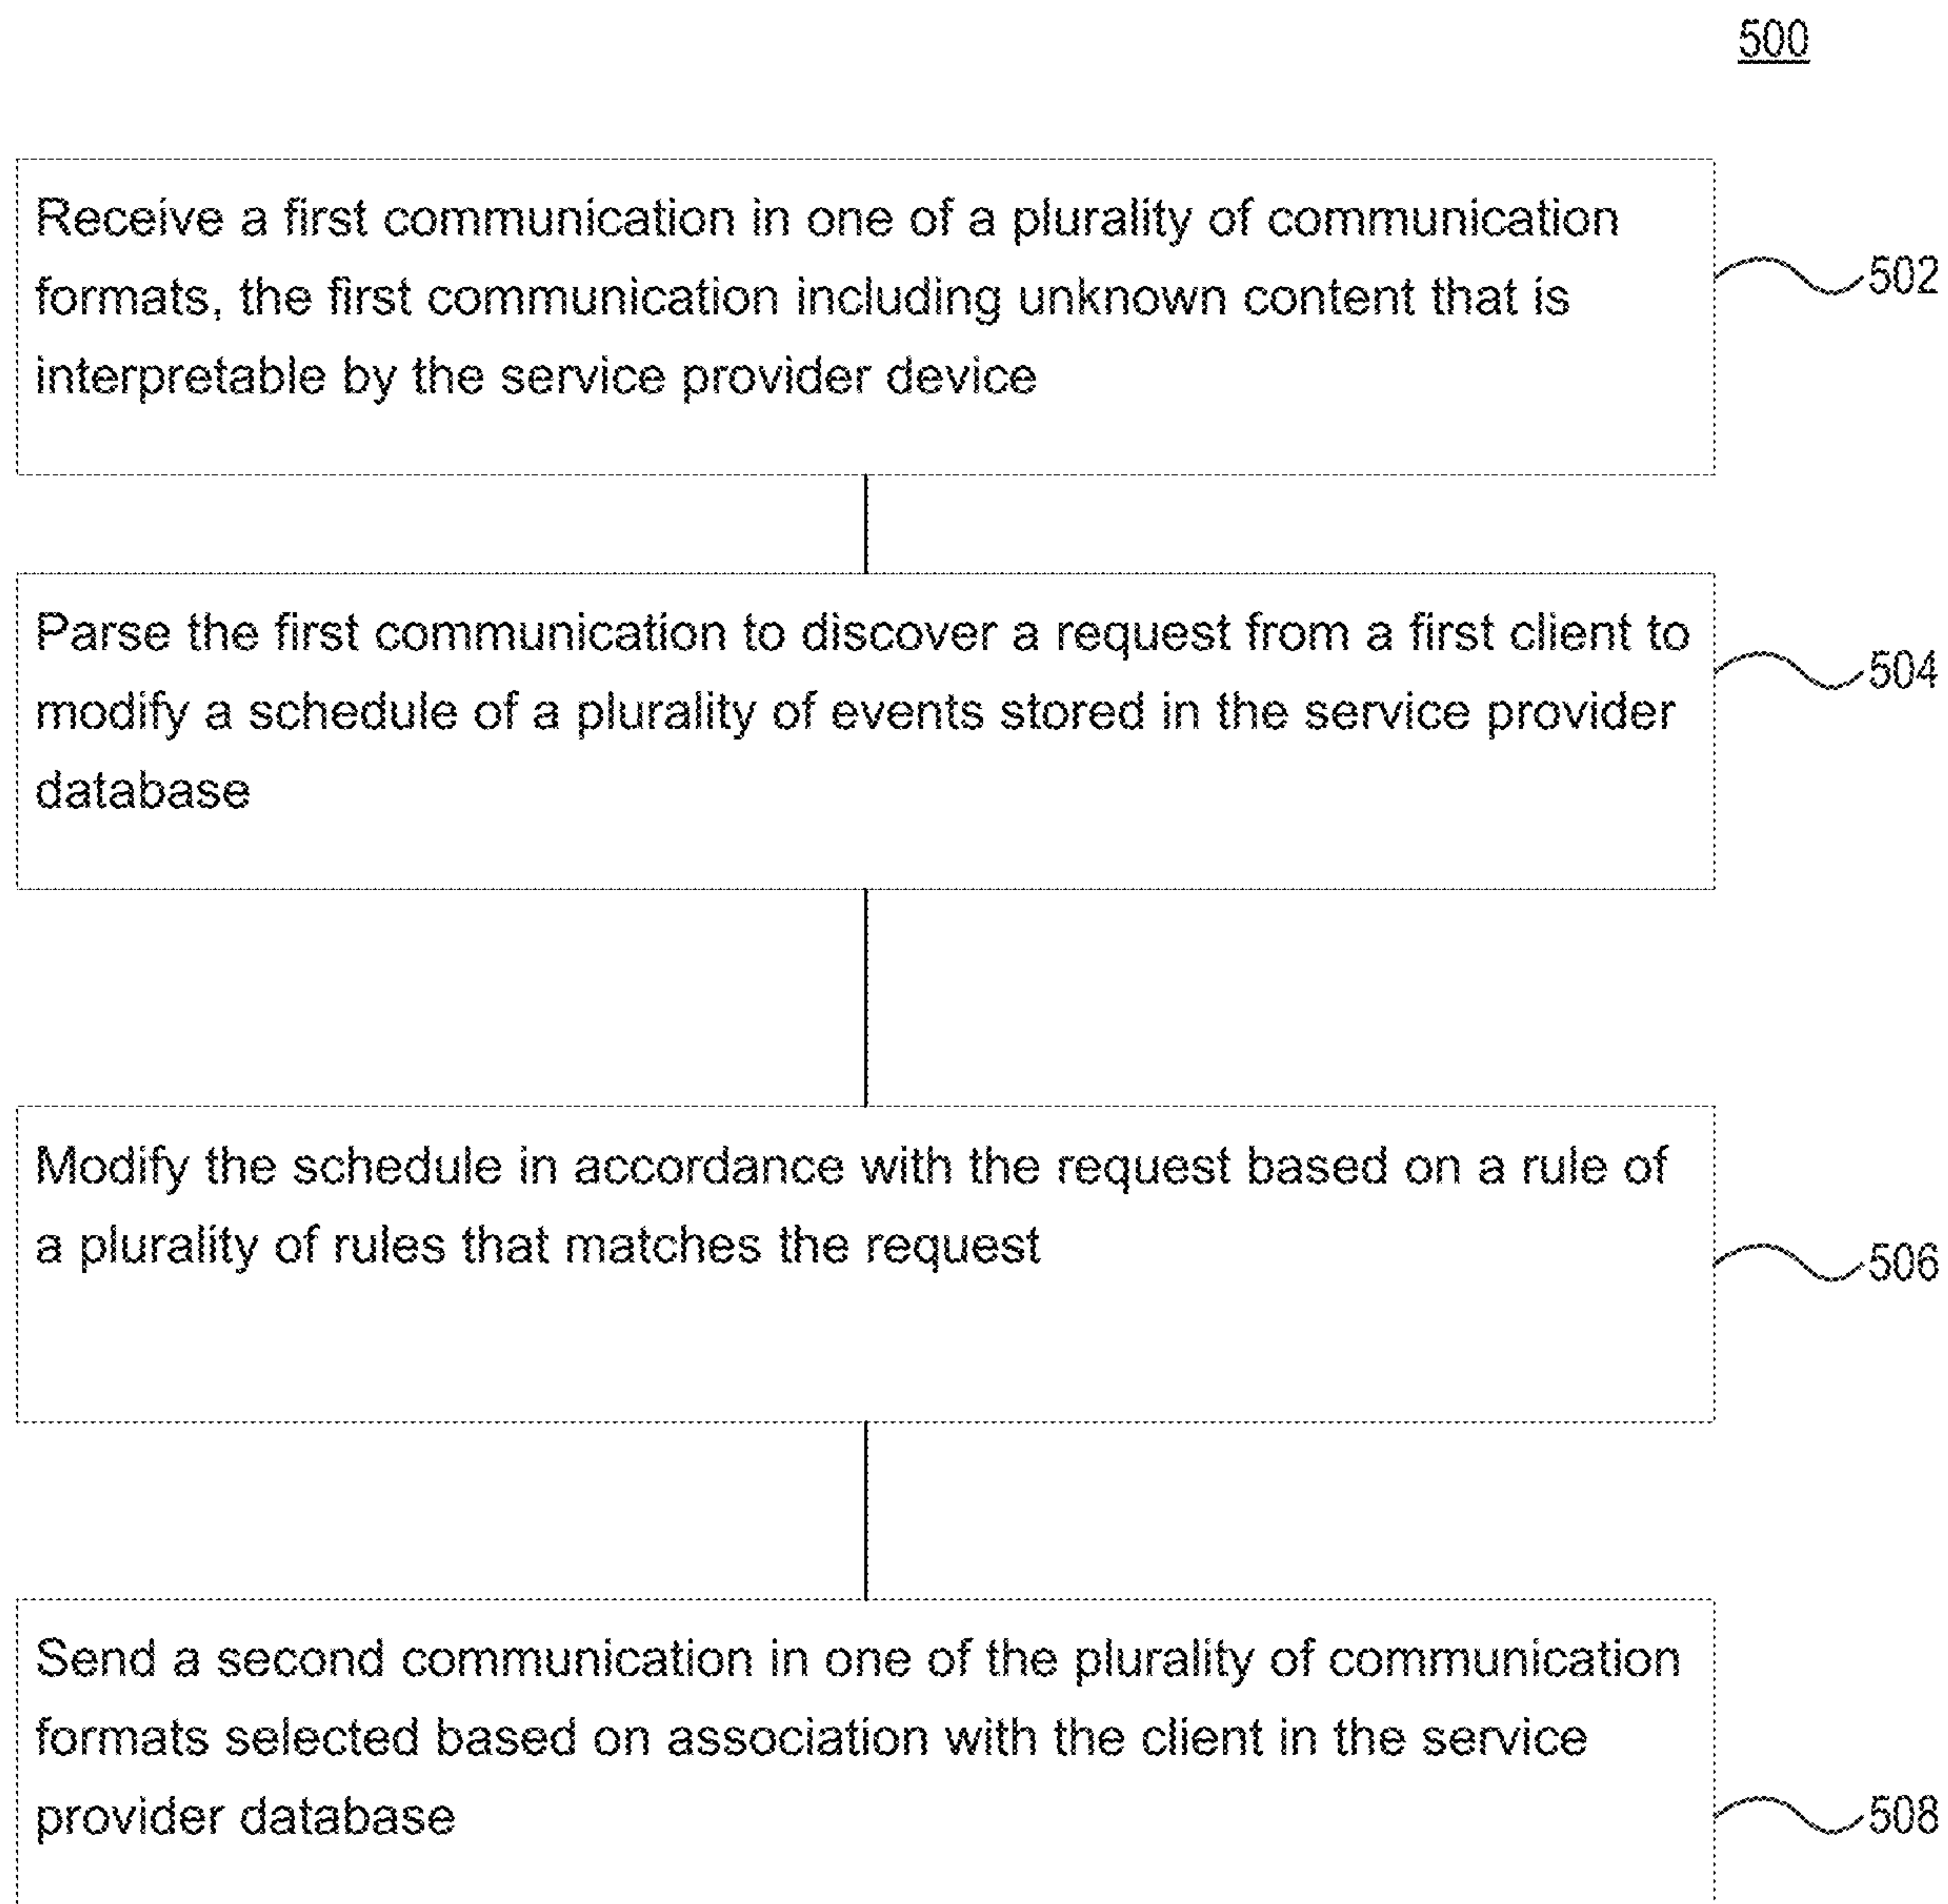 500
Receive a first communication in one of a plurality of communication
formats, the first communication including unknown content that is
interpretable by the service provider device
502
Parse the first communication to discover a request from a first client to
modify a schedule of a plurality of events stored in the service provider
database
504
Modify the schedule in accordance with the request based on a rule of
a plurality of rules that matches the request
506
Send a second communication in one of the plurality of communication
formats selected based on association with the client in the service
provider database
508